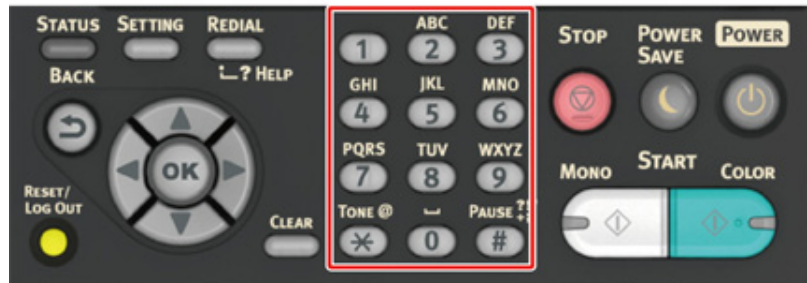 STATUS SETTING REDIAL
? HELP
BACK
OK
RESET/
LOG OUT
CLEAR
ABC DEF
1 2 3
GHI JKL MNO
4 5 6
PQRS TUV WXYZ
7 8 9
TONE @ ⌴ PAUSE
* 0 #
STOP POWER
SAVE POWER
MONO START COLOR